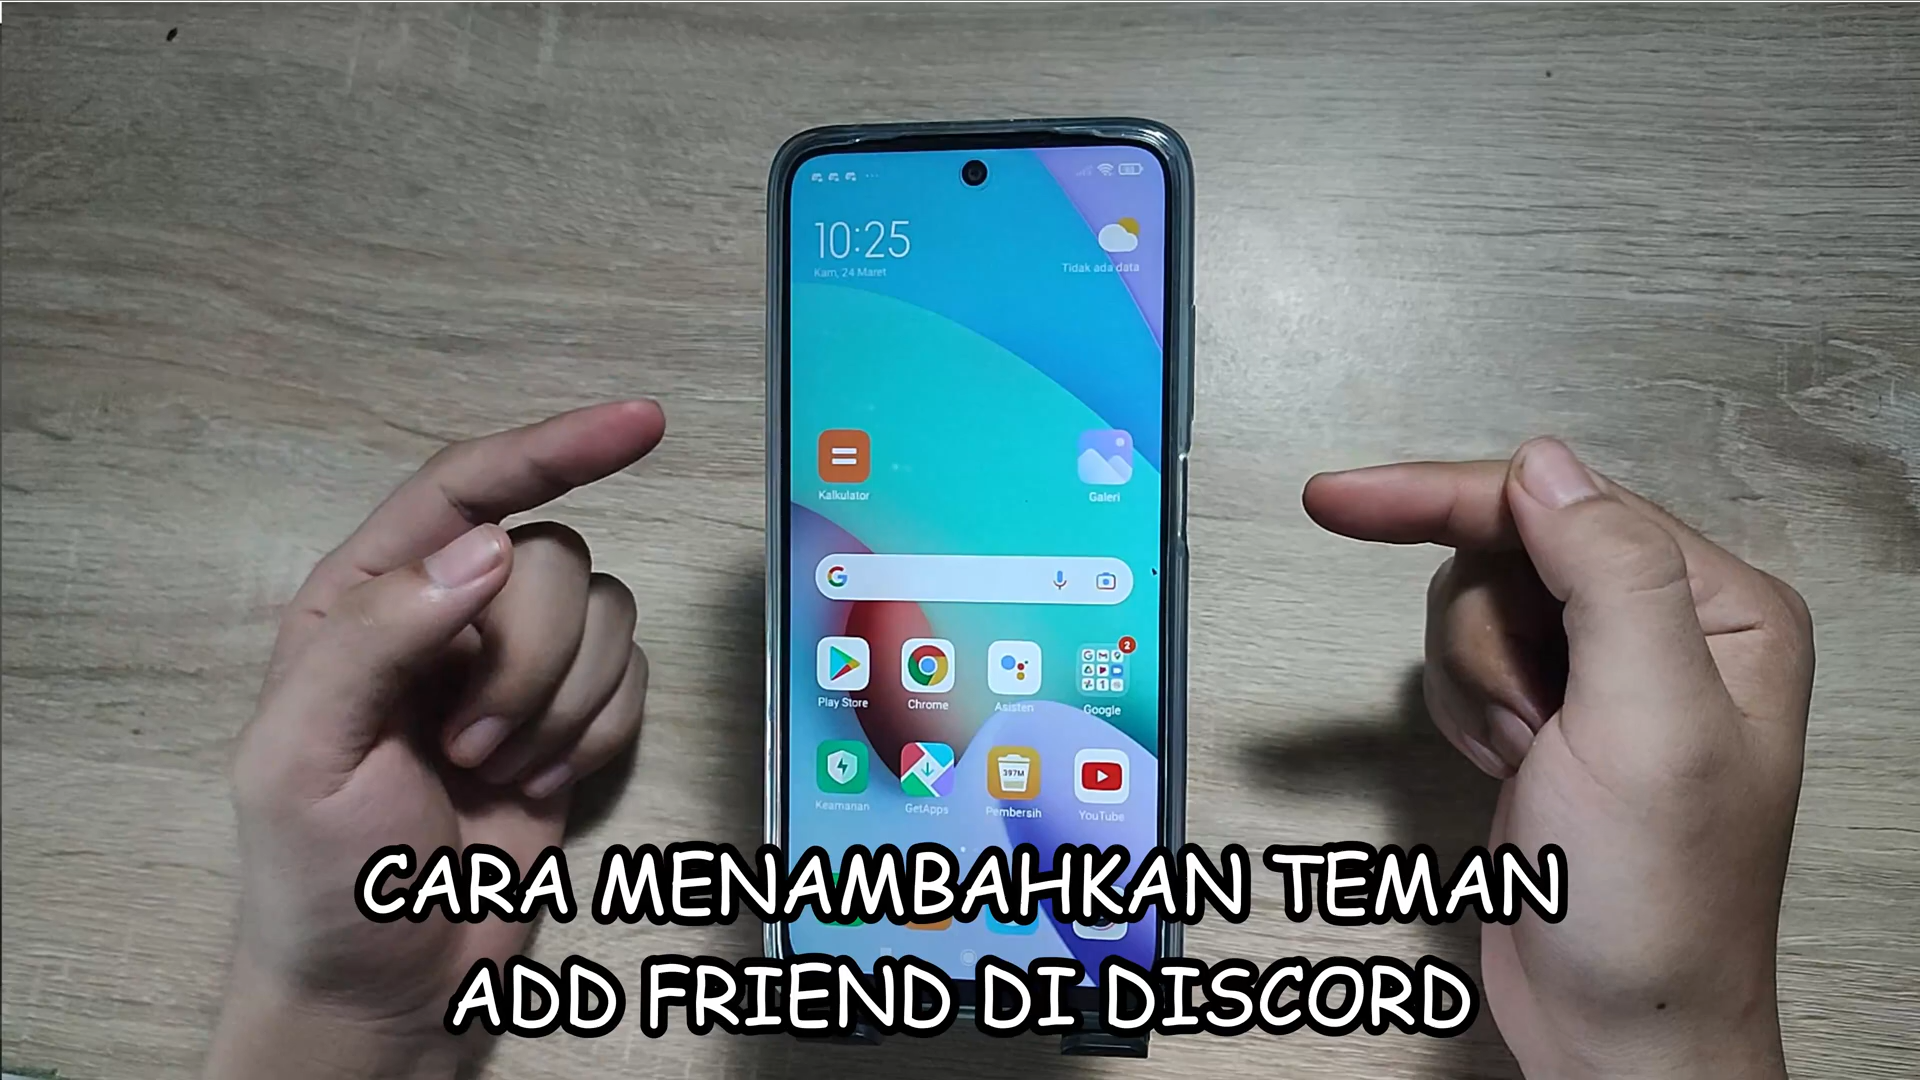 10:25
Kam, 24 Maret
Tidak ada data
Kalkulator
Galeri
2
Play Store
Chrome
Asisten
Google
397M
Keamanan
GetApps
Pembersih
YouTube
CARA MENAMBAHKAN TEMAN
ADD FRIEND DI DISCORD